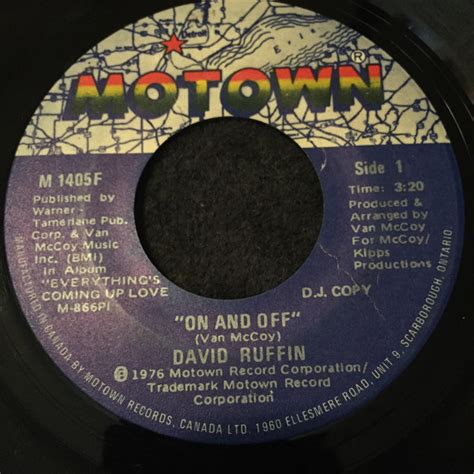 Detroit
MOTOWN®
M 1405F
Published by
Warner -
Tamerlane Pub.
Corp. & Van
McCoy Music
Inc. (BMI)
In Album
"EVERYTHING'S
COMING UP LOVE
M-866P1
Side 1
Time: 3:20
Produced &
Arranged by
Van McCoy
For McCoy/
Kipps
Productions
D.J. COPY
"ON AND OFF"
(Van McCoy)
DAVID RUFFIN
℗ 1976 Motown Record Corporation/
Trademark Motown Record
Corporation
MANUFACTURED IN CANADA BY MOTOWN RECORDS, CANADA LTD. 1960 ELLESMERE ROAD, UNIT 9, SCARBOROUGH, ONTARIO